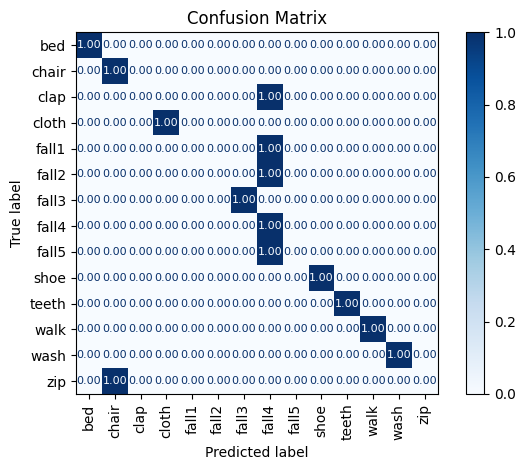 Confusion Matrix
True label
bed 1.00 0.00 0.00 0.00 0.00 0.00 0.00 0.00 0.00 0.00 0.00 0.00 0.00 0.00
chair 0.00 1.00 0.00 0.00 0.00 0.00 0.00 0.00 0.00 0.00 0.00 0.00 0.00 0.00
clap 0.00 0.00 0.00 0.00 0.00 0.00 0.00 1.00 0.00 0.00 0.00 0.00 0.00 0.00
cloth 0.00 0.00 0.00 1.00 0.00 0.00 0.00 0.00 0.00 0.00 0.00 0.00 0.00 0.00
fall1 0.00 0.00 0.00 0.00 0.00 0.00 0.00 1.00 0.00 0.00 0.00 0.00 0.00 0.00
fall2 0.00 0.00 0.00 0.00 0.00 0.00 0.00 1.00 0.00 0.00 0.00 0.00 0.00 0.00
fall3 0.00 0.00 0.00 0.00 0.00 0.00 1.00 0.00 0.00 0.00 0.00 0.00 0.00 0.00
fall4 0.00 0.00 0.00 0.00 0.00 0.00 0.00 1.00 0.00 0.00 0.00 0.00 0.00 0.00
fall5 0.00 0.00 0.00 0.00 0.00 0.00 0.00 1.00 0.00 0.00 0.00 0.00 0.00 0.00
shoe 0.00 0.00 0.00 0.00 0.00 0.00 0.00 0.00 0.00 1.00 0.00 0.00 0.00 0.00
teeth 0.00 0.00 0.00 0.00 0.00 0.00 0.00 0.00 0.00 0.00 1.00 0.00 0.00 0.00
walk 0.00 0.00 0.00 0.00 0.00 0.00 0.00 0.00 0.00 0.00 0.00 1.00 0.00 0.00
wash 0.00 0.00 0.00 0.00 0.00 0.00 0.00 0.00 0.00 0.00 0.00 0.00 1.00 0.00
zip 0.00 1.00 0.00 0.00 0.00 0.00 0.00 0.00 0.00 0.00 0.00 0.00 0.00 0.00
bed chair clap cloth fall1 fall2 fall3 fall4 fall5 shoe teeth walk wash zip
Predicted label
1.0
0.8
0.6
0.4
0.2
0.0